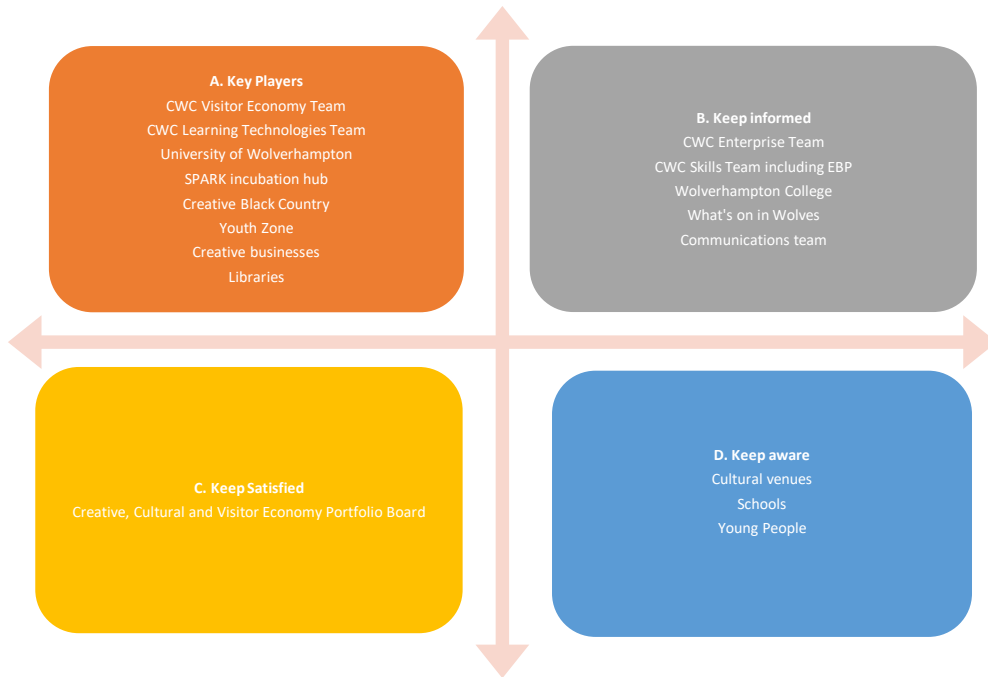 A. Key Players
CWC Visitor Economy Team
CWC Learning Technologies Team
University of Wolverhampton
SPARK incubation hub
Creative Black Country
Youth Zone
Creative businesses
Libraries
B. Keep informed
CWC Enterprise Team
CWC Skills Team including EBP
Wolverhampton College
What's on in Wolves
Communications team
C. Keep Satisfied
Creative, Cultural and Visitor Economy Portfolio Board
D. Keep aware
Cultural venues
Schools
Young People